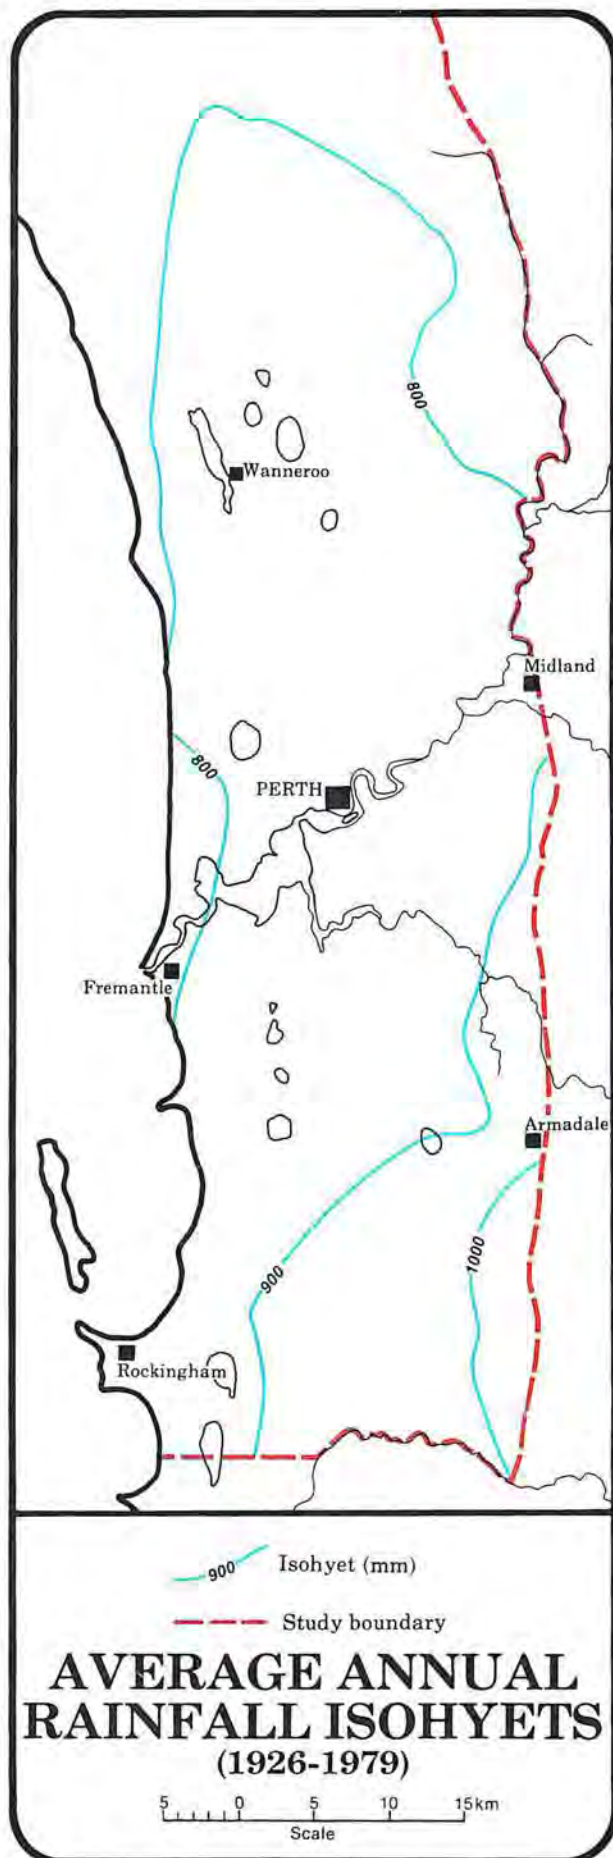 800
Wanneroo
Midland
800
PERTH
Fremantle
Armadale
900
1000
Rockingham
900 Isohyet (mm)
Study boundary
AVERAGE ANNUAL
RAINFALL ISOHYETS
(1926-1979)
5 0 5 10 15km
Scale